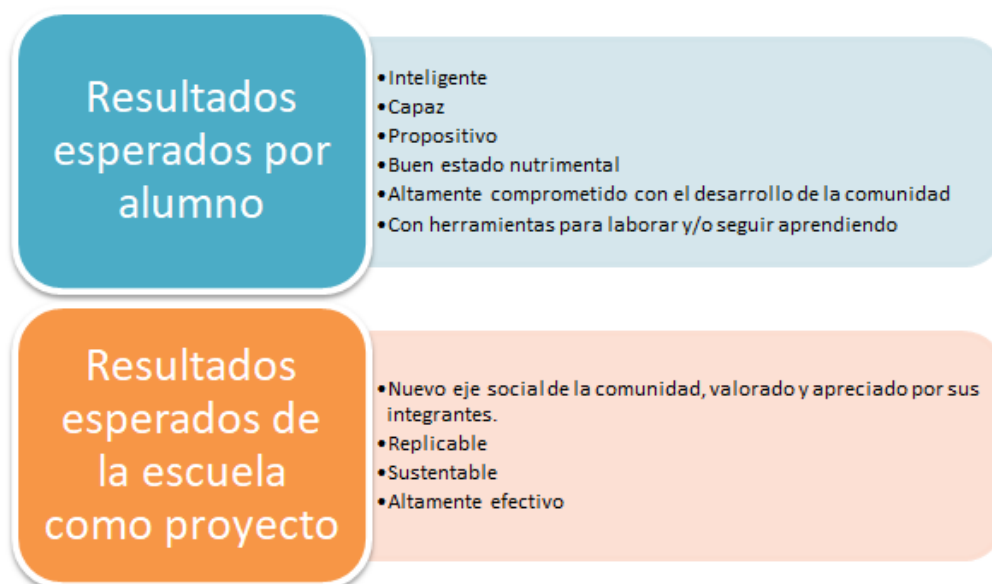 Resultados
esperados por
alumno
•Inteligente
•Capaz
•Propositivo
•Buen estado nutrimental
•Altamente comprometido con el desarrollo de la comunidad
•Con herramientas para laborar y/o seguir aprendiendo
Resultados
esperados de
la escuela
como proyecto
•Nuevo eje social de la comunidad, valorado y apreciado por sus
integrantes.
•Replicable
•Sustentable
•Altamente efectivo